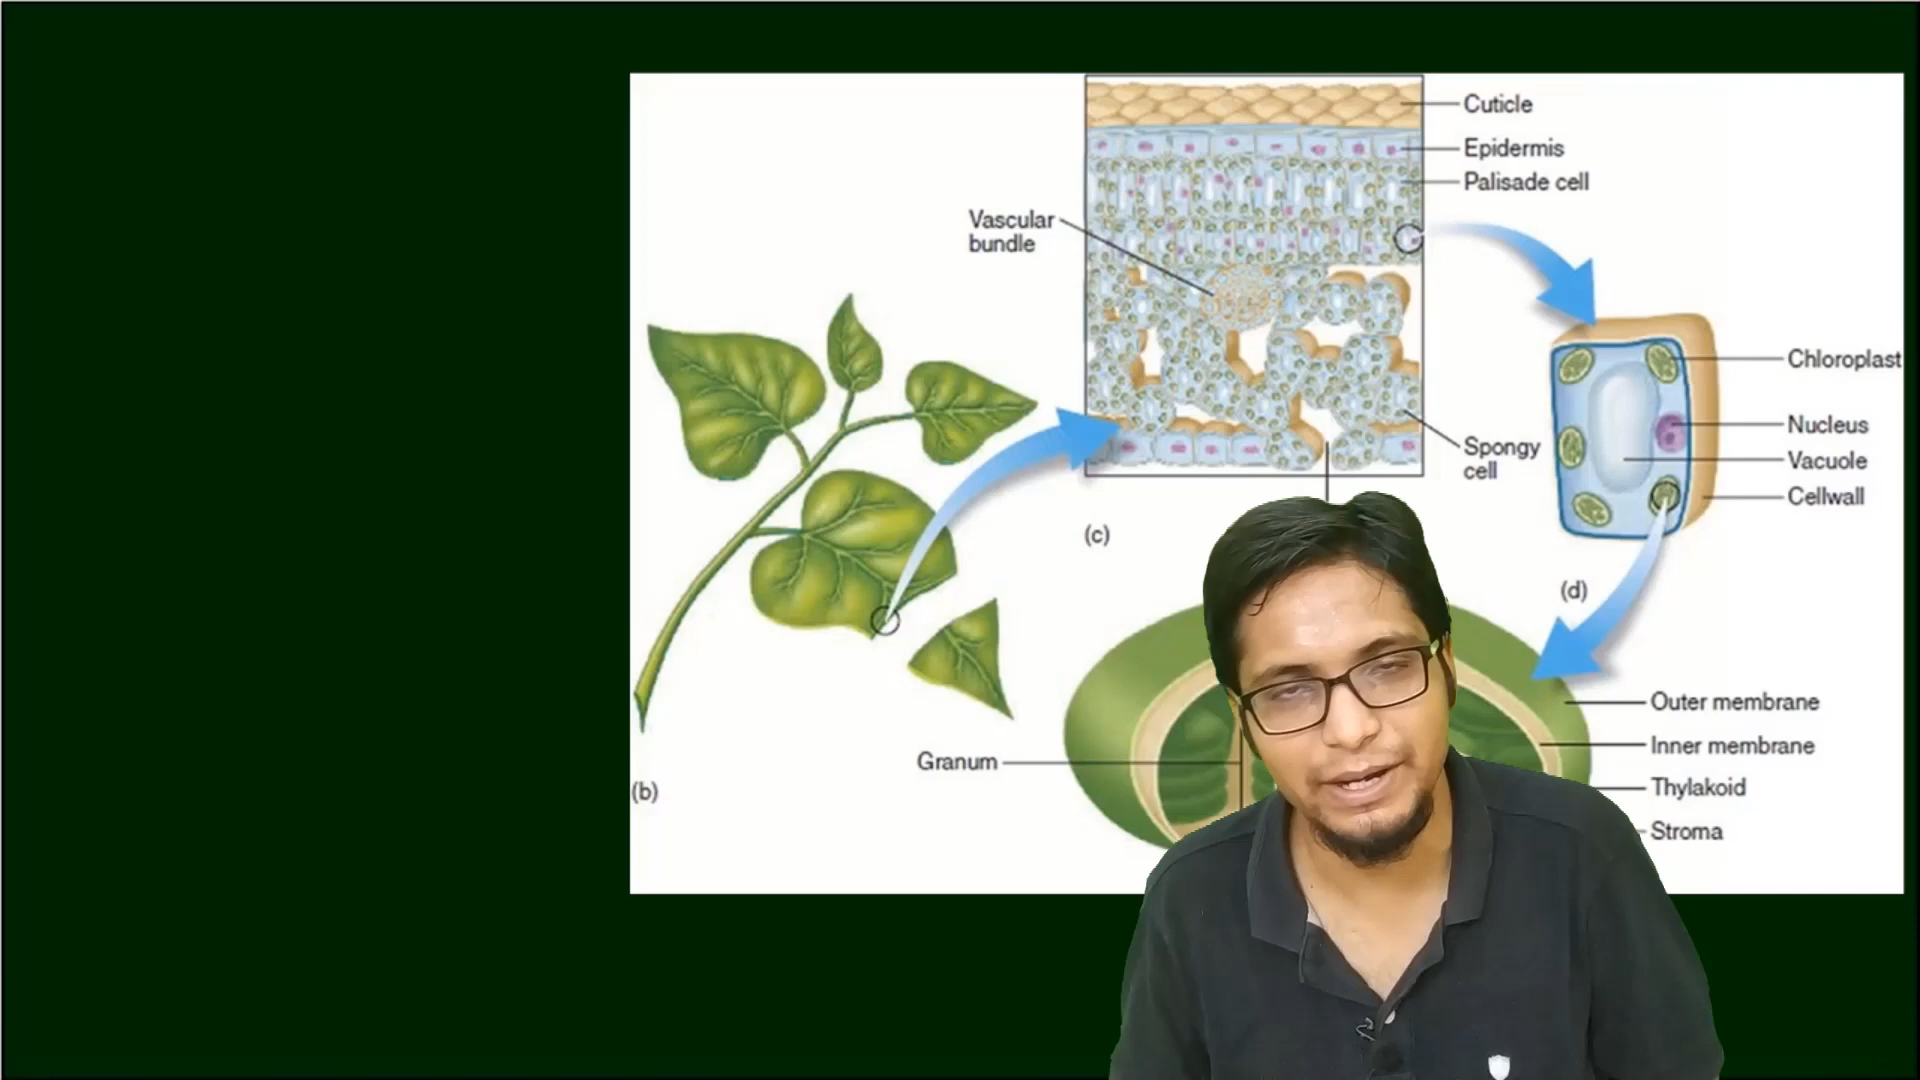 Cuticle
Epidermis
Palisade cell
Vascular
bundle
Chloroplast
Nucleus
Vacuole
Cellwall
Spongy
cell
(c)
(d)
Outer membrane
Inner membrane
Granum
Thylakoid
(b)
Stroma